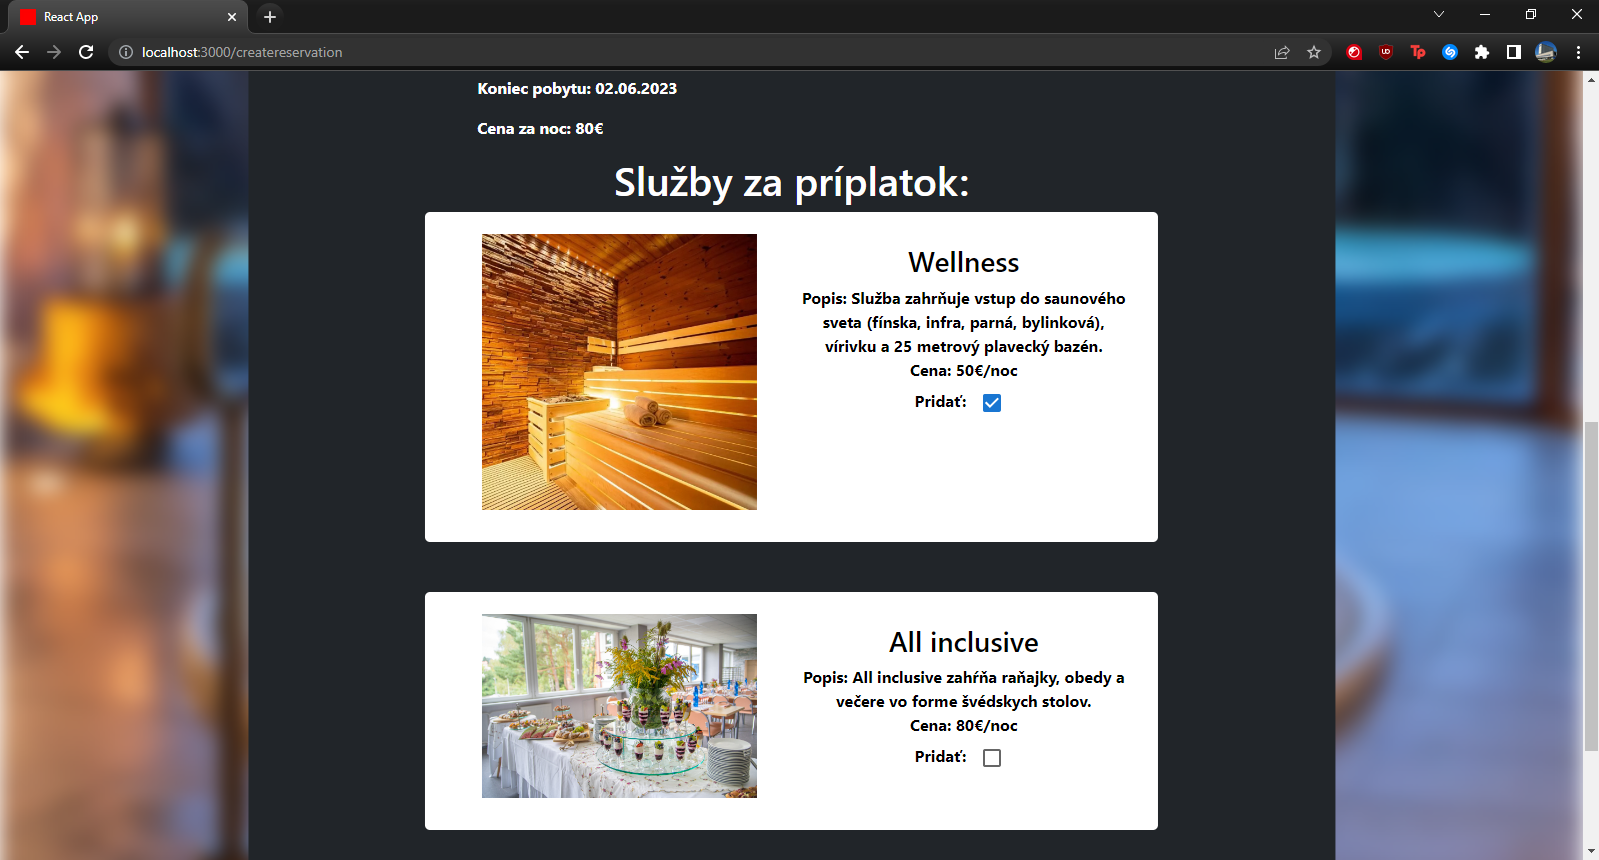 React App
localhost:3000/createreservation
Koniec pobytu: 02.06.2023
Cena za noc: 80€
Služby za príplatok:
Wellness
Popis: Služba zahrňuje vstup do saunového
sveta (fínska, infra, parná, bylinková),
vírivku a 25 metrový plavecký bazén.
Cena: 50€/noc
Pridať:
All inclusive
Popis: All inclusive zahŕňa raňajky, obedy a
večere vo forme švédskych stolov.
Cena: 80€/noc
Pridať: